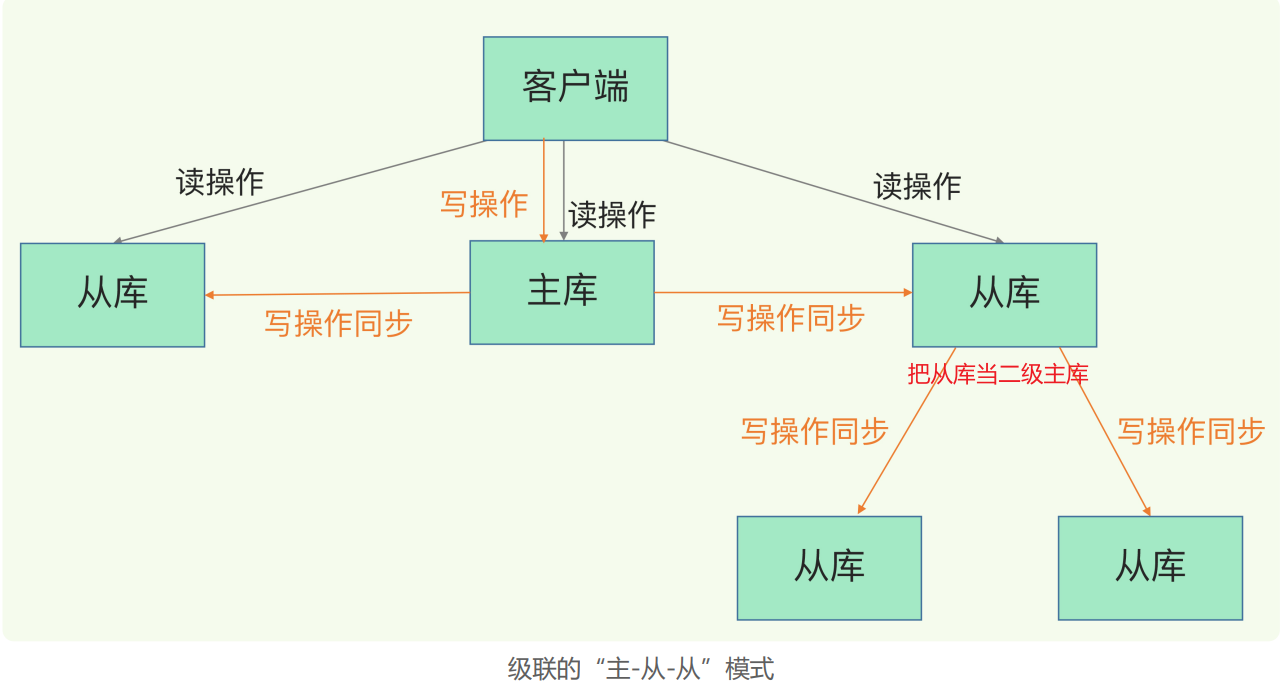 客户端
读操作
写操作
读操作
读操作
从库
主库
从库
写操作同步
写操作同步
把从库当二级主库
写操作同步
写操作同步
从库
从库
级联的“主-从-从”模式